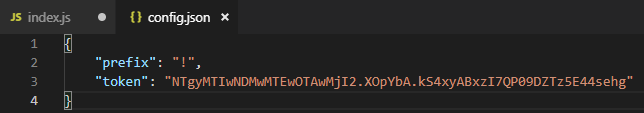 JS index.js
{ } config.json ×
1 {
2 "prefix": "!",
3 "token": "NTgyMTIwNDMwMTEwOTAwMjI2.XOpYbA.kS4xyABxzI7QP09DZTz5E44sehg"
4 }